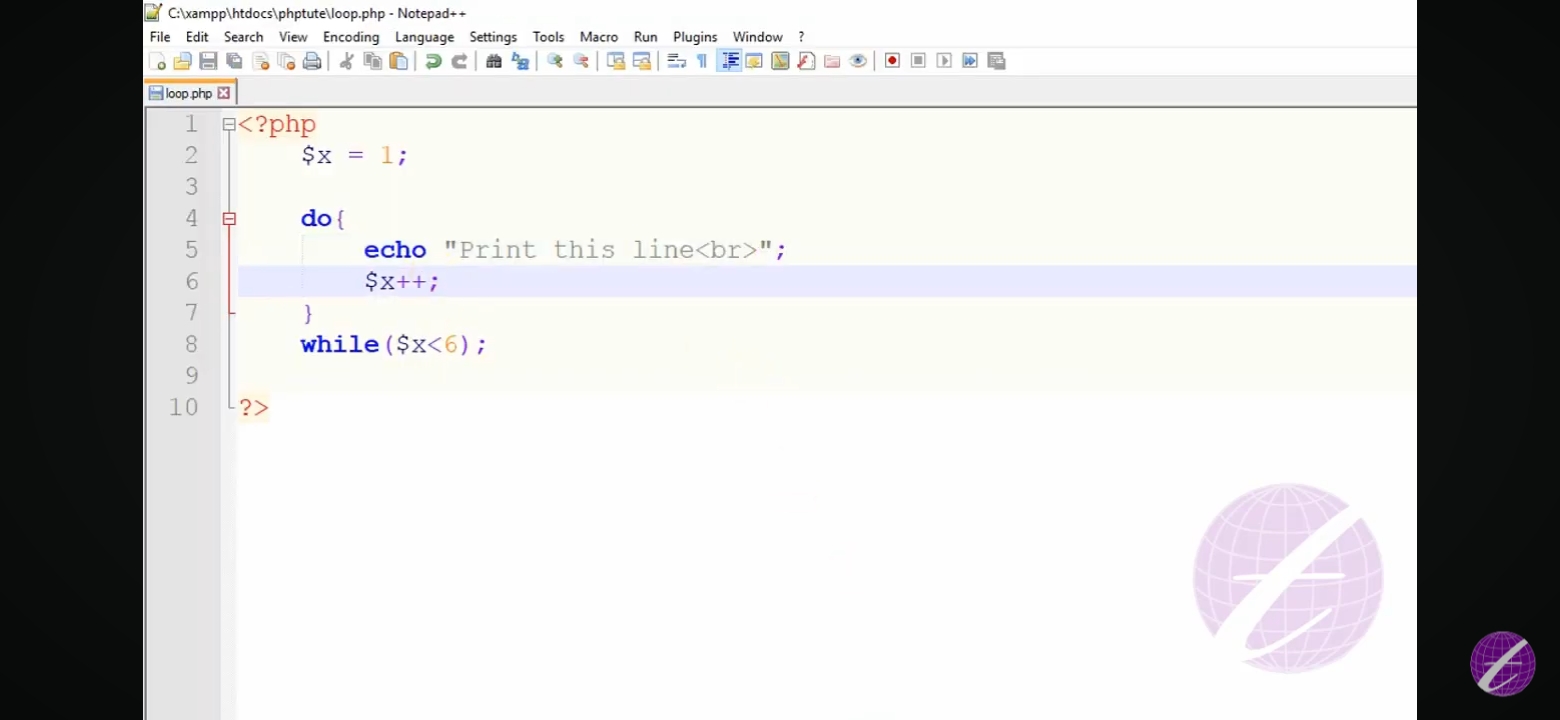 C:\xampp\htdocs\phptute\loop.php - Notepad++
File Edit Search View Encoding Language Settings Tools Macro Run Plugins Window ?
loop.php
1 <?php
2 $x = 1;
3
4 do{
5 echo "Print this line<br>";
6 $x++;
7 }
8 while($x<6);
9
10 ?>